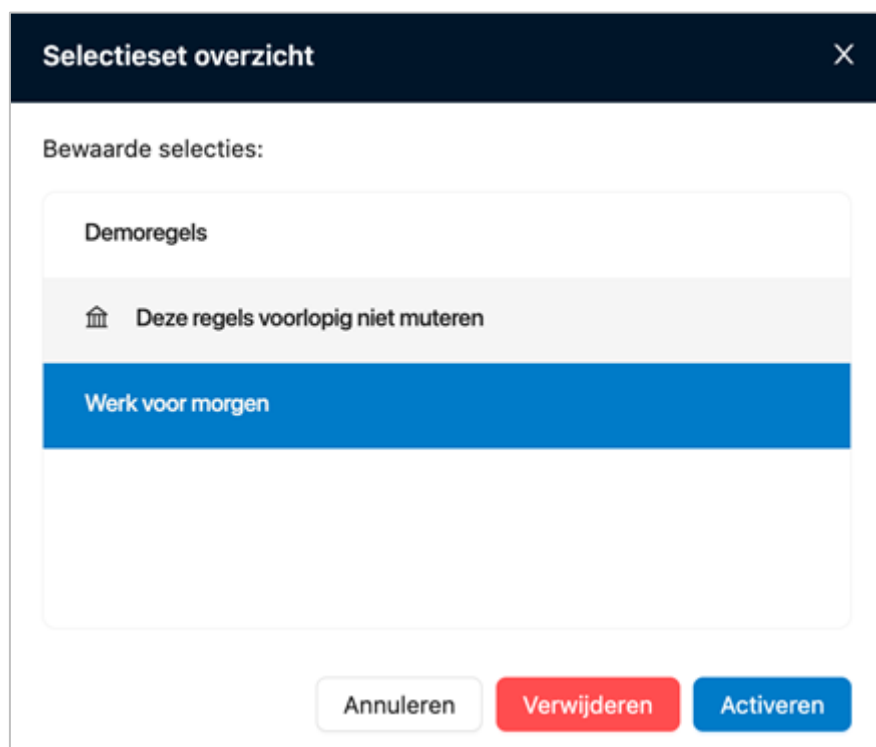 Selectieset overzicht
Bewaarde selecties:
Demoregels
Deze regels voorlopig niet muteren
Werk voor morgen
Annuleren Verwijderen Activeren